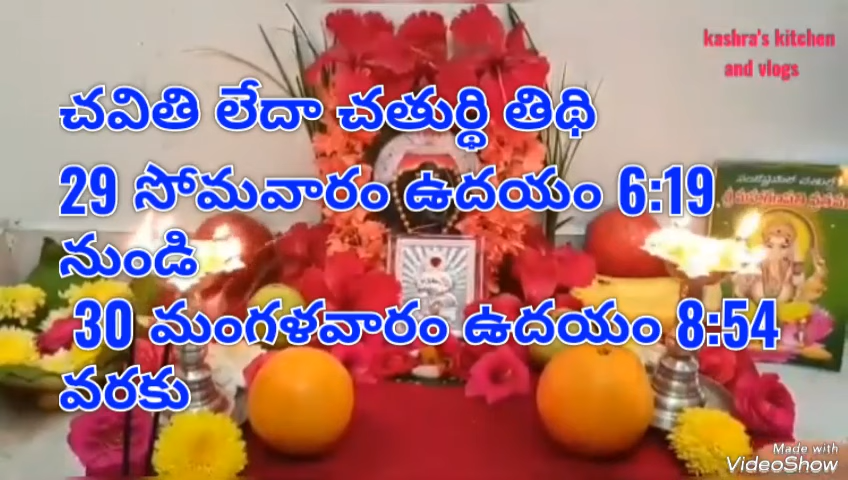 kashra's kitchen
and vlogs
చవితి లేదా చతుర్థి తిథి
29 సోమవారం ఉదయం 6:19
నుండి
30 మంగళవారం ఉదయం 8:54
వరకు
Made with
VideoShow